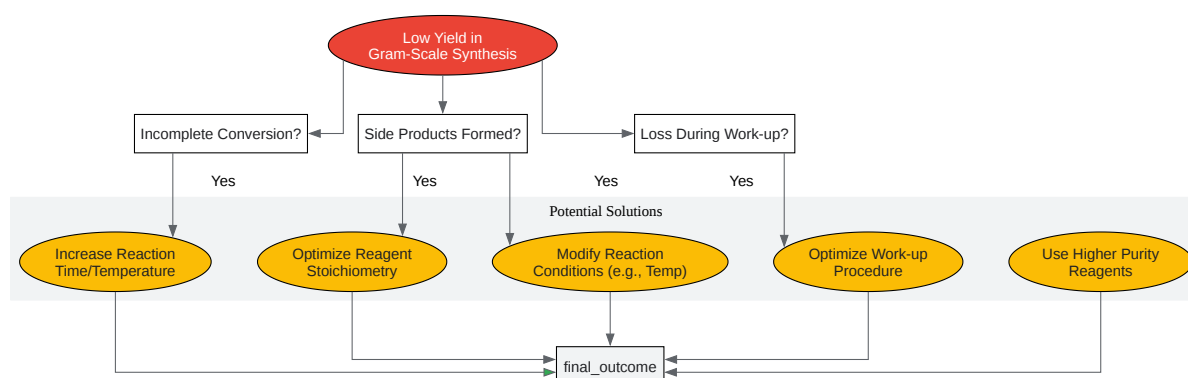 Low Yield in
Gram-Scale Synthesis
Incomplete Conversion?
Side Products Formed?
Loss During Work-up?
Yes
Yes
Yes
Yes
Potential Solutions
Increase Reaction
Time/Temperature
Optimize Reagent
Stoichiometry
Modify Reaction
Conditions (e.g., Temp)
Optimize Work-up
Procedure
Use Higher Purity
Reagents
final_outcome